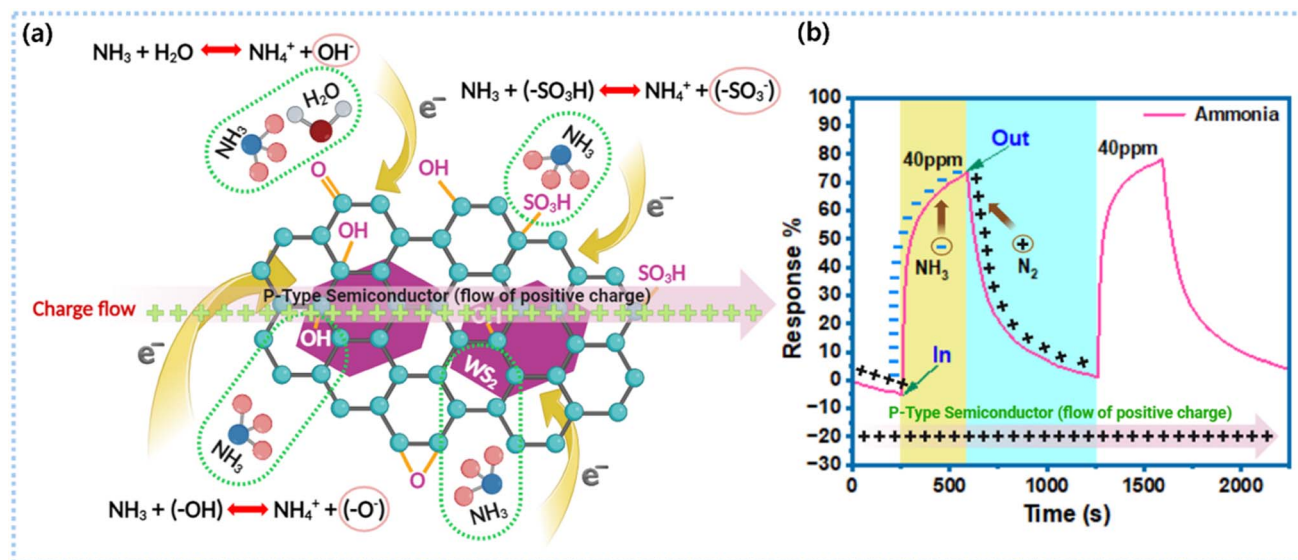 (a)
NH₃ + H₂O ⟷ NH₄⁺ + OH⁻
NH₃ + (-SO₃H) ⟷ NH₄⁺ + (-SO₃⁻)
H₂O
NH₃
e⁻
NH₃
e⁻
O
OH
SO₃H
OH
SO₃H
P-Type Semiconductor (flow of positive charge)
Charge flow
+ + + + + + + + + + + + + + + + + + + + + + + + +
OH
e⁻
WS₂
NH₃
O
NH₃
e⁻
NH₃ + (-OH) ⟷ NH₄⁺ + (-O⁻)
(b)
Ammonia
Out
40ppm
40ppm
NH₃
N₂
In
P-Type Semiconductor (flow of positive charge)
Response %
100
90
80
70
60
50
40
30
20
10
0
−10
−20
−30
0
500
1000
1500
2000
Time (s)